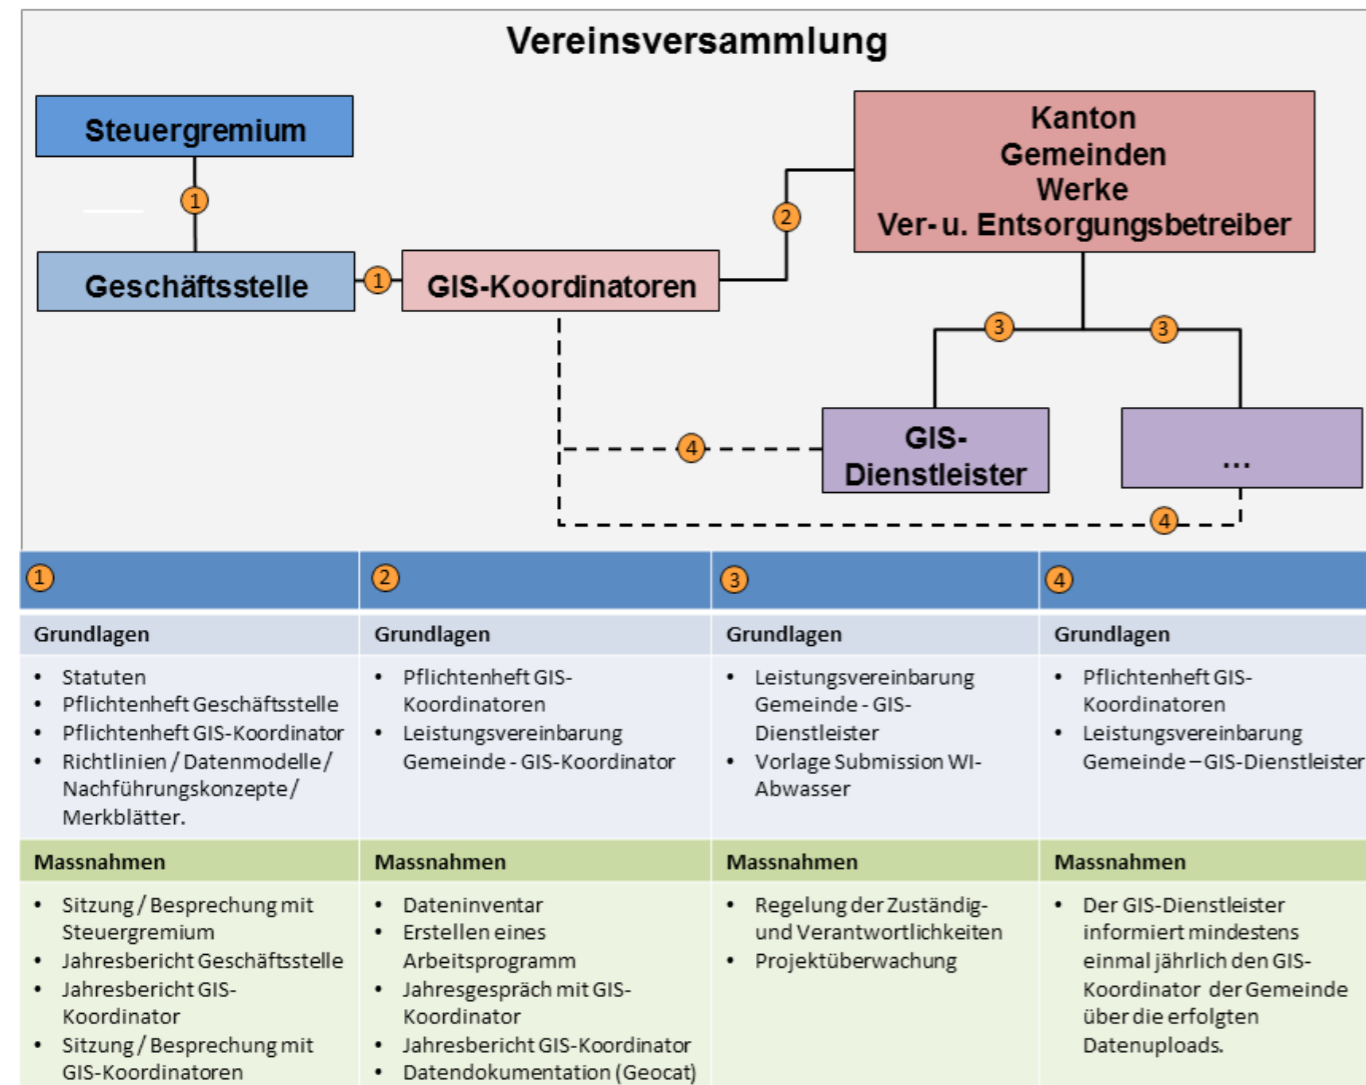 Vereinsversammlung
Steuergremium
1
Geschäftsstelle
1
GIS-Koordinatoren
2
Kanton
Gemeinden
Werke
Ver- u. Entsorgungsbetreiber
3
3
GIS-
Dienstleister
...
4
4
1
Grundlagen
• Statuten
• Pflichtenheft Geschäftsstelle
• Pflichtenheft GIS-Koordinator
• Richtlinien / Datenmodelle /
Nachführungskonzepte /
Merkblätter.
Massnahmen
• Sitzung / Besprechung mit
Steuergremium
• Jahresbericht Geschäftsstelle
• Jahresbericht GIS-
Koordinator
• Sitzung / Besprechung mit
GIS-Koordinatoren
2
Grundlagen
• Pflichtenheft GIS-
Koordinatoren
• Leistungsvereinbarung
Gemeinde - GIS-Koordinator
Massnahmen
• Dateninventar
• Erstellen eines
Arbeitsprogramm
• Jahresgespräch mit GIS-
Koordinator
• Jahresbericht GIS-Koordinator
• Datendokumentation (Geocat)
3
Grundlagen
• Leistungsvereinbarung
Gemeinde - GIS-
Dienstleister
• Vorlage Submission WI-
Abwasser
Massnahmen
• Regelung der Zuständig-
und Verantwortlichkeiten
• Projektüberwachung
4
Grundlagen
• Pflichtenheft GIS-
Koordinatoren
• Leistungsvereinbarung
Gemeinde – GIS-Dienstleister
Massnahmen
• Der GIS-Dienstleister
informiert mindestens
einmal jährlich den GIS-
Koordinator der Gemeinde
über die erfolgten
Datenuploads.